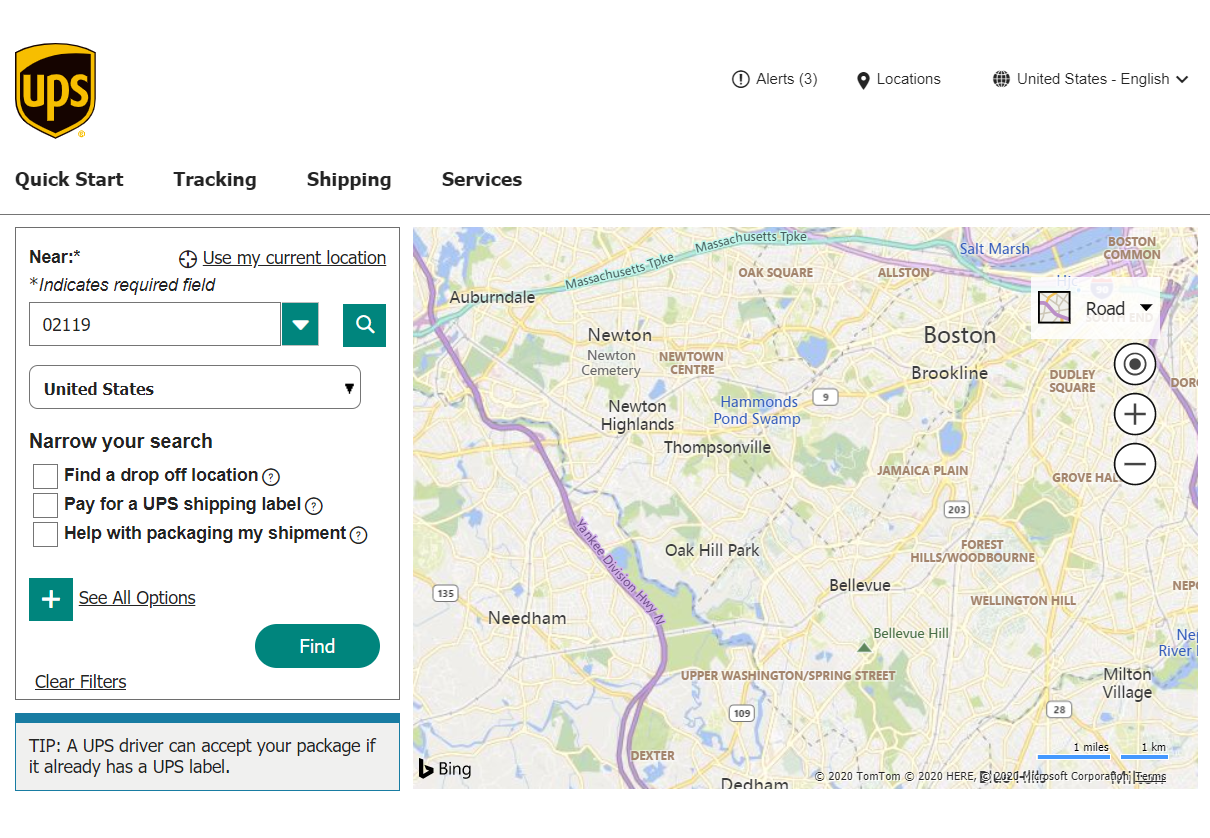 ups
Alerts (3)
Locations
United States - English
Quick Start
Tracking
Shipping
Services
Near:*
Use my current location
*Indicates required field
02119
United States
Narrow your search
Find a drop off location ?
Pay for a UPS shipping label ?
Help with packaging my shipment ?
+ See All Options
Find
Clear Filters
TIP: A UPS driver can accept your package if
it already has a UPS label.
Massachusetts Tpke
Massachusetts Tpke
Salt Marsh
BOSTON
COMMON
OAK SQUARE
ALLSTON
Auburndale
Road
Newton
Boston
Newton
Cemetery
NEWTOWN
CENTRE
Brookline
DUDLEY
SQUARE
Hammonds
Pond Swamp
9
Newton
Highlands
Thompsonville
JAMAICA PLAIN
GROVE HAL
203
Yankee Division Hwy N
Oak Hill Park
FOREST
HILLS/WOODBOURNE
Bellevue
135
WELLINGTON HILL
NEP
Needham
Bellevue Hill
Ne
River
UPPER WASHINGTON/SPRING STREET
Milton
Village
109
28
DEXTER
1 miles
1 km
Bing
Dedham
© 2020 TomTom © 2020 HERE, © 2020 Microsoft Corporation Terms